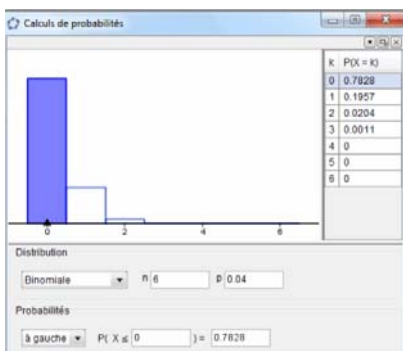 Calculs de probabilités
k P(X = k)
0 0.7828
1 0.1957
2 0.0204
3 0.0011
4 0
5 0
6 0
0 2 4 6
Distribution
Binomiale n 6 p 0.04
Probabilités
à gauche P( X ≤ 0 ) = 0.7828